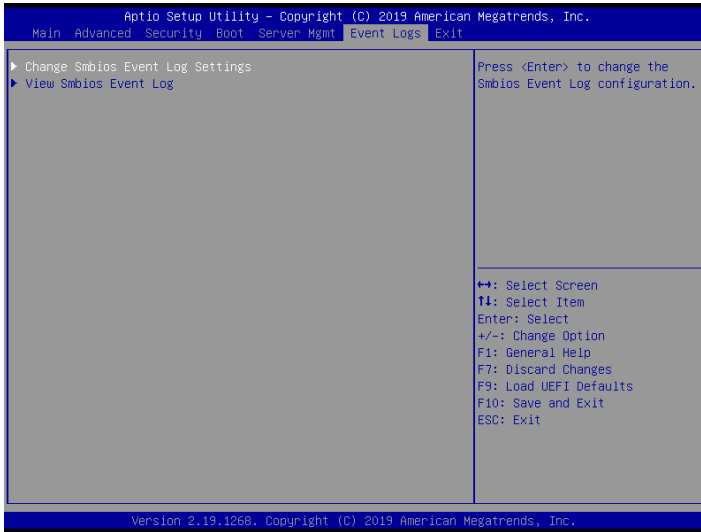 Aptio Setup Utility - Copyright (C) 2019 American Megatrends, Inc.
Main Advanced Security Boot Server Mgmt Event Logs Exit
▶ Change Smbios Event Log Settings
▶ View Smbios Event Log
Press <Enter> to change the
Smbios Event Log configuration.
↔: Select Screen
↑↓: Select Item
Enter: Select
+/-: Change Option
F1: General Help
F7: Discard Changes
F9: Load UEFI Defaults
F10: Save and Exit
ESC: Exit
Version 2.19.1268. Copyright (C) 2019 American Megatrends, Inc.